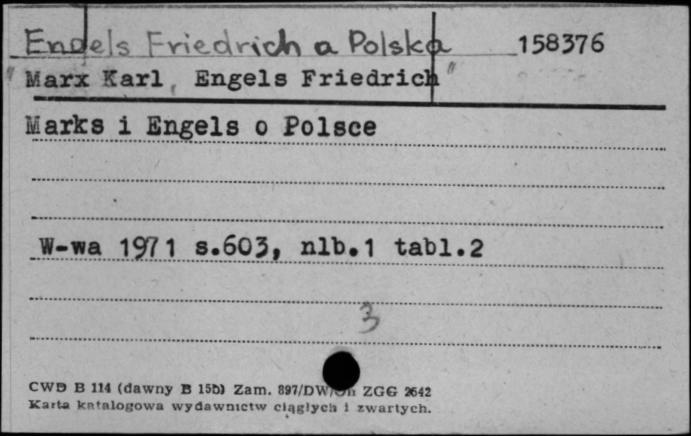 Engels Friedrich a Polska 158376
"Marx Karl, Engels Friedrich"
Marks i Engels o Polsce
W-wa 1971 s.603, nlb.1 tabl.2
3
CWD B 114 (dawny B 15b) Zam. 897/DW/Gn ZGG 2642
Karta katalogowa wydawnictw ciągłych i zwartych.